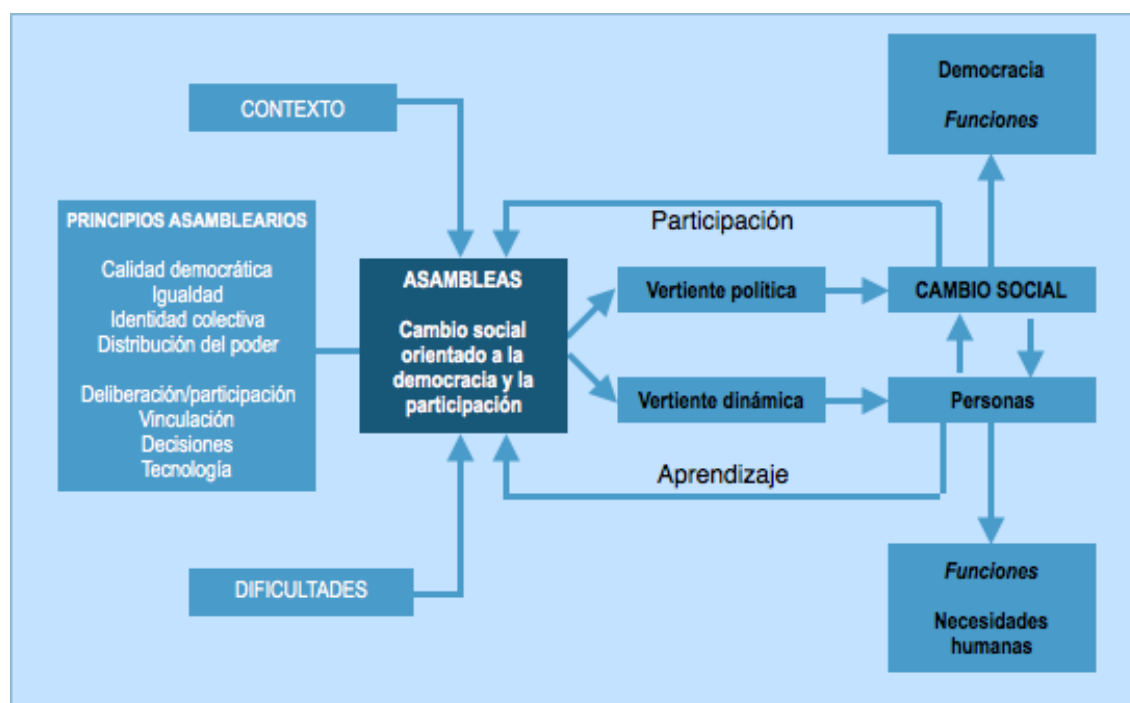 Democracia
Funciones
CONTEXTO
PRINCIPIOS ASAMBLEARIOS
Calidad democrática
Igualdad
Identidad colectiva
Distribución del poder
Deliberación/participación
Vinculación
Decisiones
Tecnología
Participación
ASAMBLEAS
Cambio social
orientado a la
democracia y la
participación
Vertiente política
CAMBIO SOCIAL
Vertiente dinámica
Personas
Aprendizaje
DIFICULTADES
Funciones
Necesidades
humanas